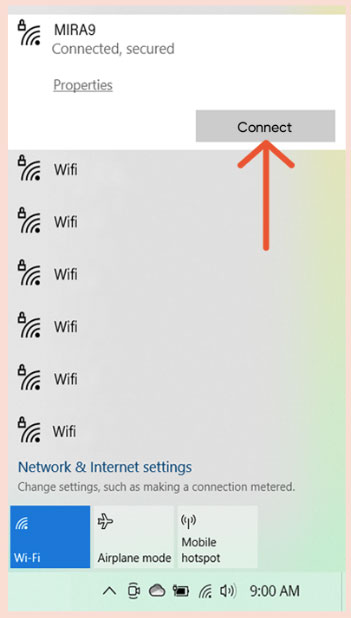 MIRA9
Connected, secured
Properties
Connect
Wifi
Wifi
Wifi
Wifi
Wifi
Wifi
Network & Internet settings
Change settings, such as making a connection metered.
Wi-Fi
Airplane mode
Mobile
hotspot
9:00 AM